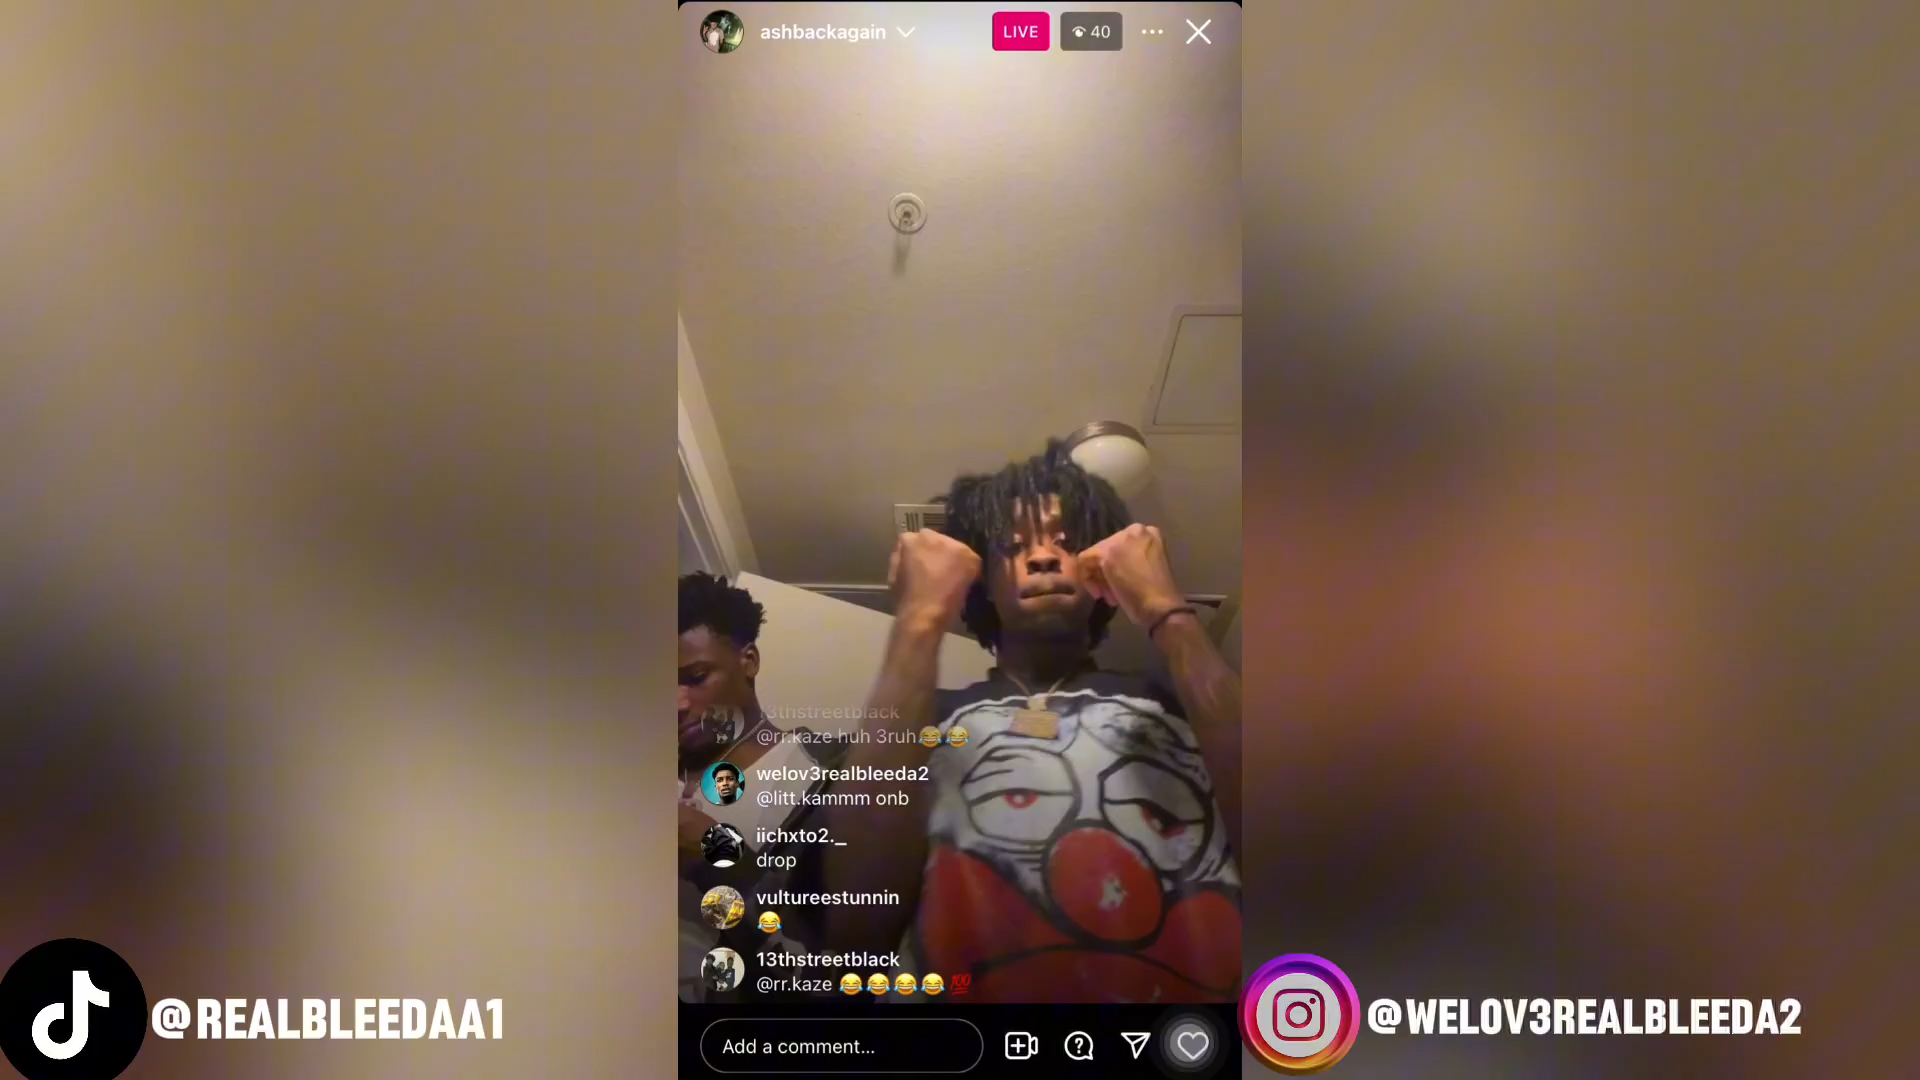 ashbackagain
LIVE
40
13thstreetblack
@rr.kaze huh 3ruh😂😂
welov3realbleeda2
@litt.kammm onb
iichxto2._
drop
vultureestunnin
😂
13thstreetblack
@rr.kaze 😂😂😂😂💯
Add a comment...
@REALBLEEDAA1
@WELOV3REALBLEEDA2